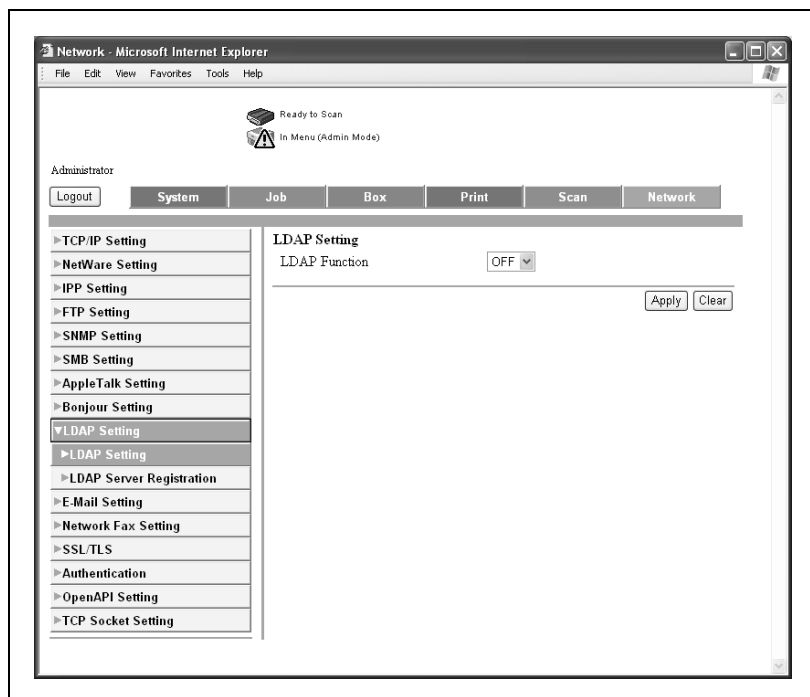 Network - Microsoft Internet Explorer
File Edit View Favorites Tools Help
Ready to Scan
In Menu (Admin Mode)
Administrator
Logout System Job Box Print Scan Network
TCP/IP Setting
NetWare Setting
IPP Setting
FTP Setting
SNMP Setting
SMB Setting
AppleTalk Setting
Bonjour Setting
LDAP Setting
LDAP Setting
LDAP Server Registration
E-Mail Setting
Network Fax Setting
SSL/TLS
Authentication
OpenAPI Setting
TCP Socket Setting
LDAP Setting
LDAP Function OFF
Apply Clear